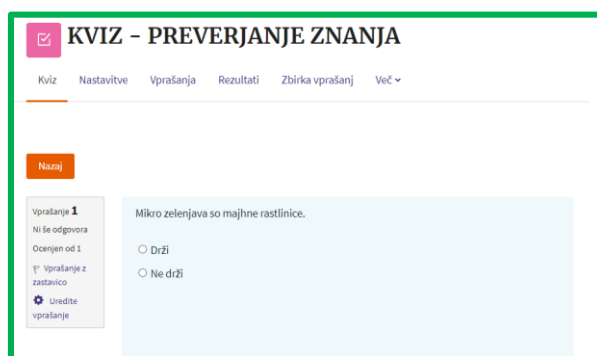 KVIZ - PREVERJANJE ZNANJA
Kviz Nastavitve Vprašanja Rezultati Zbirka vprašanj Več
Nazaj
Vprašanje 1
Ni še odgovora
Ocenjen od 1
Vprašanje z
zastavico
Uredite
vprašanje
Mikro zelenjava so majhne rastlinice.
Drži
Ne drži